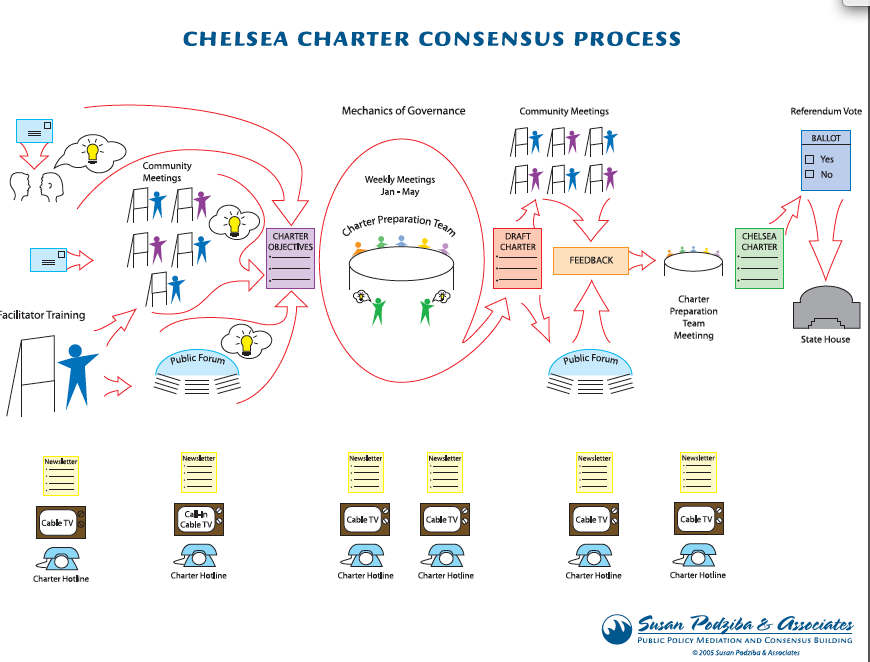 CHELSEA CHARTER CONSENSUS PROCESS
Mechanics of Governance
Community Meetings
Referendum Vote
BALLOT
Yes
No
Community
Meetings
Weekly Meetings
Jan - May
Charter Preparation Team
CHARTER
OBJECTIVES
DRAFT
CHARTER
FEEDBACK
CHELSEA
CHARTER
Charter
Preparation
Team
Meetinng
State House
Facilitator Training
Public Forum
Public Forum
Newsletter
Newsletter
Newsletter
Newsletter
Newsletter
Newsletter
Cable TV
Call-In
Cable TV
Cable TV
Cable TV
Cable TV
Cable TV
Charter Hotline
Charter Hotline
Charter Hotline
Charter Hotline
Charter Hotline
Charter Hotline
Susan Podziba & Associates
PUBLIC POLICY MEDIATION AND CONSENSUS BUILDING
© 2005 Susan Podziba & Associates